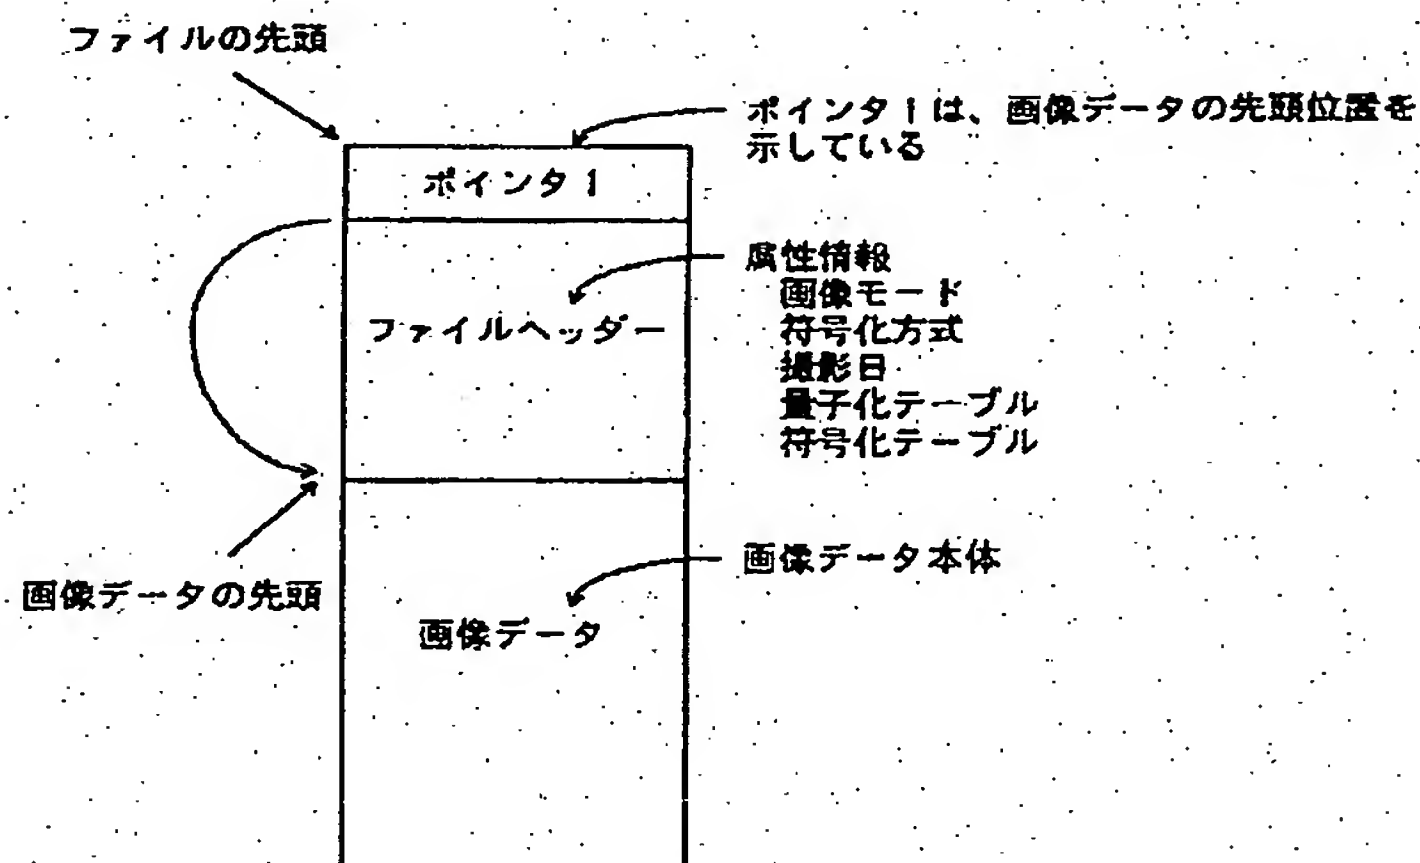 ファイルの先頭
ポインタ1は、画像データの先頭位置を
示している
ポインタ1
属性情報
画像モード
符号化方式
撮影日
量子化テーブル
符号化テーブル
ファイルヘッダー
画像データ本体
画像データの先頭
画像データ